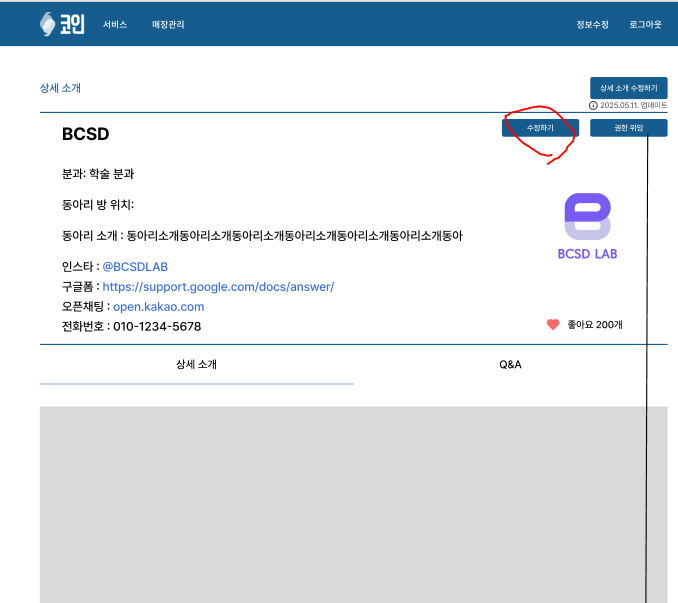 코인 서비스 매장관리 정보수정 로그아웃
상세 소개 상세 소개 수정하기
2025.05.11. 업데이트
BCSD 수정하기 권한 위임
분과: 학술 분과
동아리 방 위치:
동아리 소개 : 동아리소개동아리소개동아리소개동아리소개동아리소개동아리소개동아
BCSD LAB
인스타 : @BCSDLAB
구글폼 : https://support.google.com/docs/answer/
오픈채팅 : open.kakao.com
전화번호 : 010-1234-5678 좋아요 200개
상세 소개 Q&A